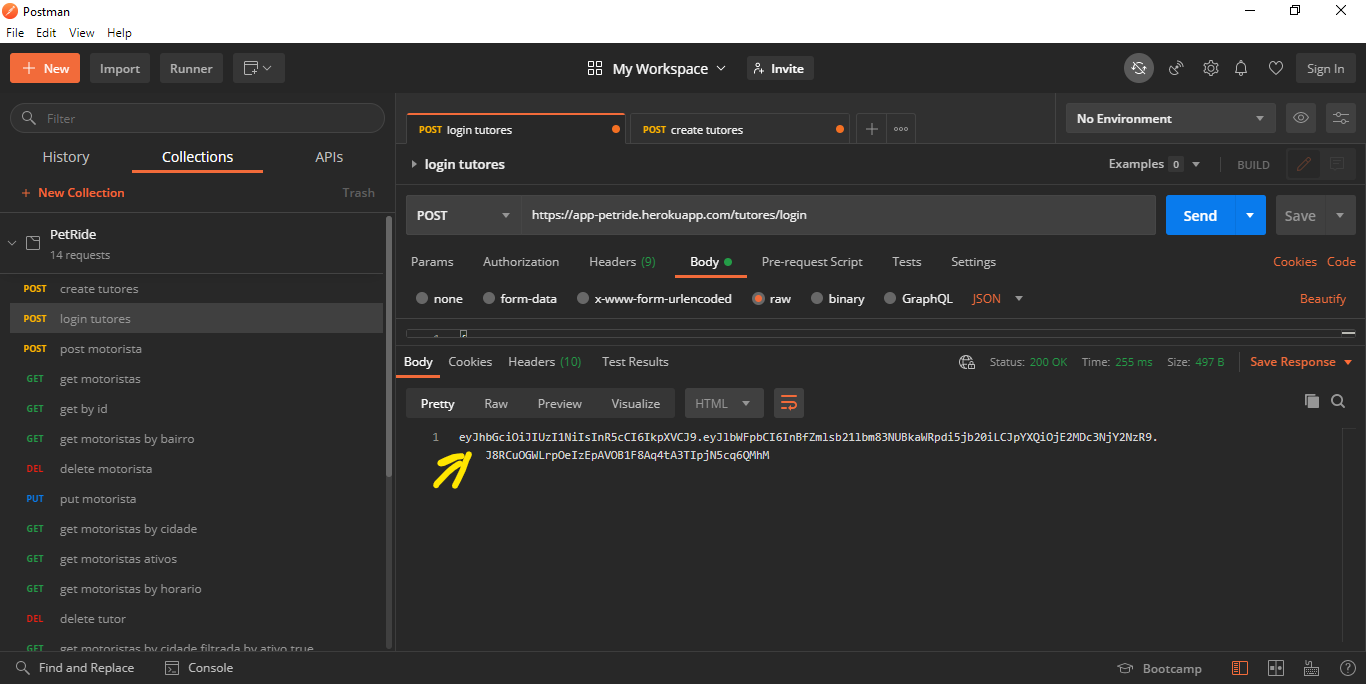 Postman
File Edit View Help
New Import Runner My Workspace Invite Sign In
Filter
History Collections APIs
+ New Collection Trash
PetRide
14 requests
POST create tutores
POST login tutores
POST post motorista
GET get motoristas
GET get by id
GET get motoristas by bairro
DEL delete motorista
PUT put motorista
GET get motoristas by cidade
GET get motoristas ativos
GET get motoristas by horario
DEL delete tutor
GET get motoristas by cidade filtrada by ativo true
POST login tutores POST create tutores No Environment
login tutores Examples 0 BUILD
POST https://app-petride.herokuapp.com/tutores/login Send Save
Params Authorization Headers (9) Body Pre-request Script Tests Settings Cookies Code
none form-data x-www-form-urlencoded raw binary GraphQL JSON Beautify
Body Cookies Headers (10) Test Results Status: 200 OK Time: 255 ms Size: 497 B Save Response
Pretty Raw Preview Visualize HTML
1 eyJhbGciOiJIUzI1NiIsInR5cCI6IkpXVCJ9.eyJlbWFpbCI6InBfZmlsb21lbm83NUBkaWRpdi5jb20iLCJpYXQiOjE2MDc3NjY2NzR9.
J8RCuOGWLrpOeIzEpAVOB1F8Aq4tA3TIpjN5cq6QMhM
Find and Replace Console Bootcamp